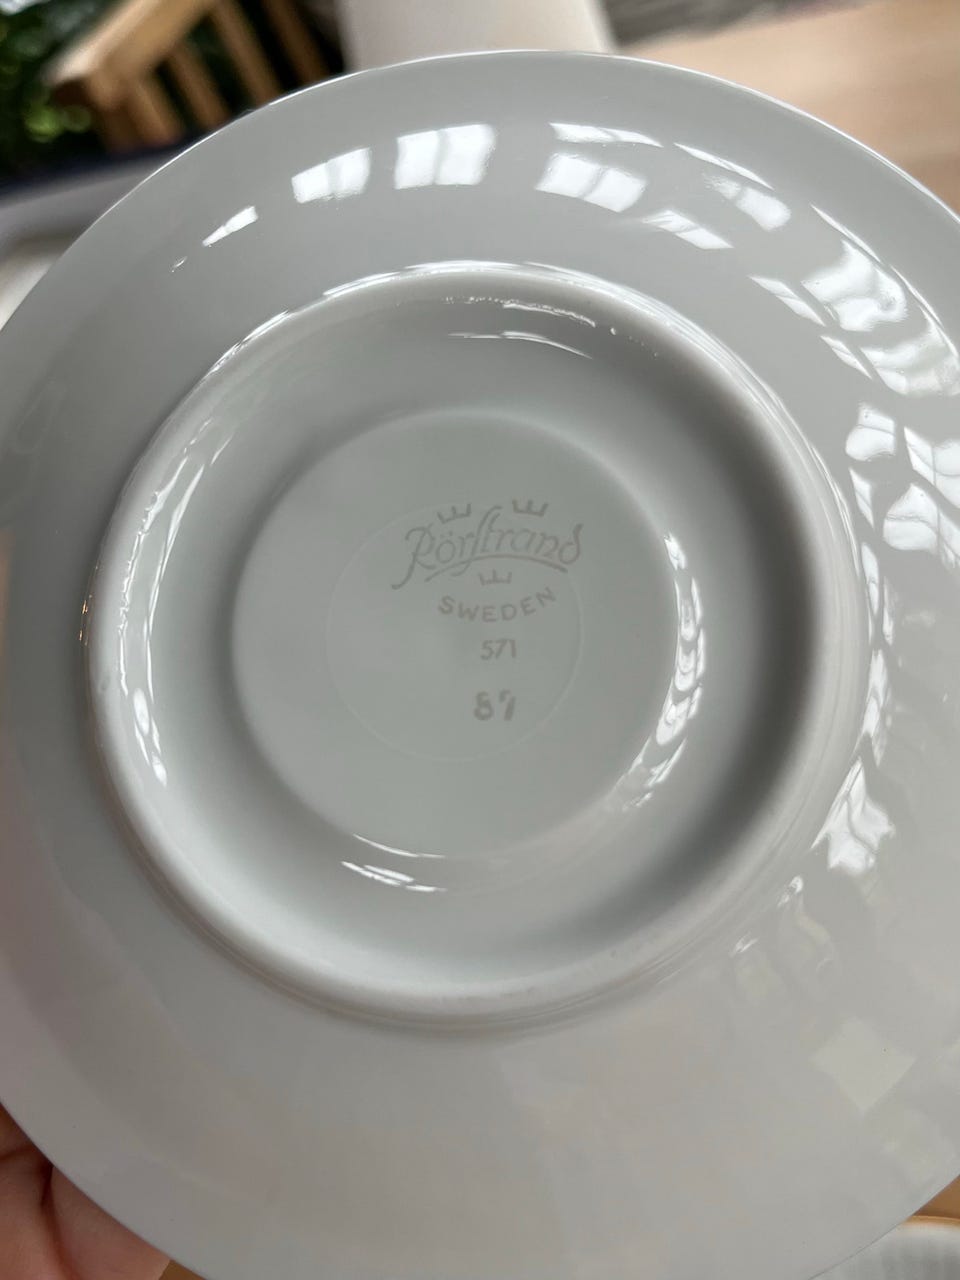 Rörstrand
SWEDEN
571
87